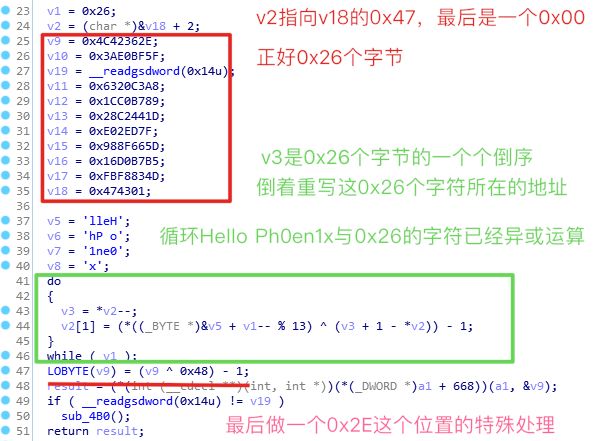 23 v1 = 0x26;
24 v2 = (char *)&v18 + 2;
25 v9 = 0x4C42362E;
26 v10 = 0x3AE0BF5F;
27 v19 = __readgsdword(0x14u);
28 v11 = 0x6320C3A8;
29 v12 = 0x1CC0B789;
30 v13 = 0x28C2441D;
31 v14 = 0xE02ED7F;
32 v15 = 0x988F665D;
33 v16 = 0x16D0B7B5;
34 v17 = 0xFBF8834D;
35 v18 = 0x474301;
36
37 v5 = 'lleH';
38 v6 = 'hP o';
39 v7 = '1ne0';
40 v8 = 'x';
41 do
42 {
43 v3 = *v2--;
44 v2[1] = (*((_BYTE *)&v5 + v1-- % 13) ^ (v3 + 1 - *v2)) - 1;
45 }
46 while ( v1 );
47 LOBYTE(v9) = (v9 ^ 0x48) - 1;
48 result = (*(int (__cdecl **)(int, int *))(*(_DWORD *)a1 + 668))(a1, &v9);
49 if ( __readgsdword(0x14u) != v19 )
50 sub_4B0();
51 return result;
v2指向v18的0x47，最后是一个0x00
正好0x26个字节
v3是0x26个字节的一个个倒序
倒着重写这0x26个字符所在的地址
循环Hello Ph0en1x与0x26的字符已经异或运算
最后做一个0x2E这个位置的特殊处理